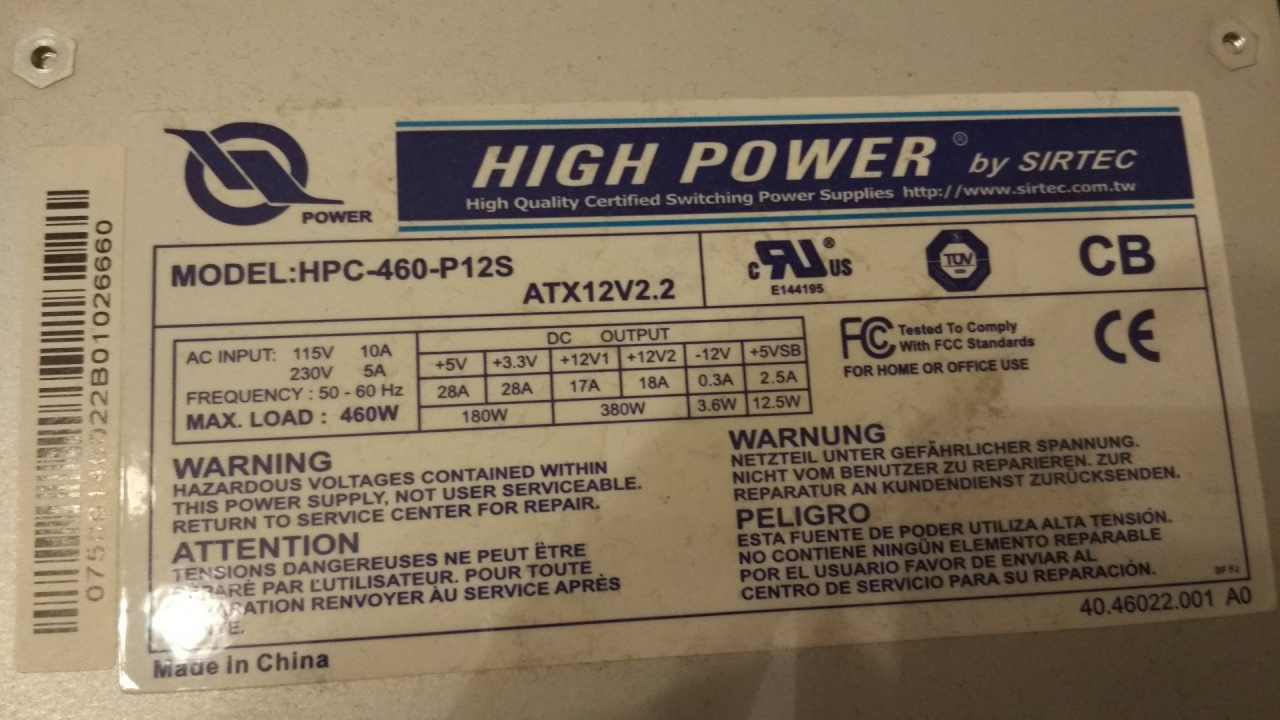 POWER
HIGH POWER® by SIRTEC
High Quality Certified Switching Power Supplies http://www.sirtec.com.tw
MODEL:HPC-460-P12S
ATX12V2.2
c RU® US
E144195
TÜV
CB
AC INPUT: 115V 10A
230V 5A
FREQUENCY : 50 - 60 Hz
MAX. LOAD : 460W
DC OUTPUT
+5V +3.3V +12V1 +12V2 -12V +5VSB
28A 28A 17A 18A 0.3A 2.5A
180W 380W 3.6W 12.5W
FC Tested To Comply
With FCC Standards
FOR HOME OR OFFICE USE
CE
WARNING
HAZARDOUS VOLTAGES CONTAINED WITHIN
THIS POWER SUPPLY, NOT USER SERVICEABLE.
RETURN TO SERVICE CENTER FOR REPAIR.
ATTENTION
TENSIONS DANGEREUSES NE PEUT ËTRE
PAR L'UTILISATEUR. POUR TOUTE
RENVOYER ÀU SERVICE APRÈS
WARNUNG
NETZTEIL UNTER GEFÄHRLICHER SPANNUNG.
NICHT VOM BENUTZER ZU REPARIEREN. ZUR
REPARATUR AN KUNDENDIENST ZURÜCKSENDEN.
PELIGRO
ESTA FUENTE DE PODER UTILIZA ALTA TENSIÓN.
NO CONTIENE NINGÚN ELEMENTO REPARABLE
POR EL USUARIO FAVOR DE ENVIAR AL
CENTRO DE SERVICIO PARA SU REPARACIÓN.
40.46022.001 A0
Made in China